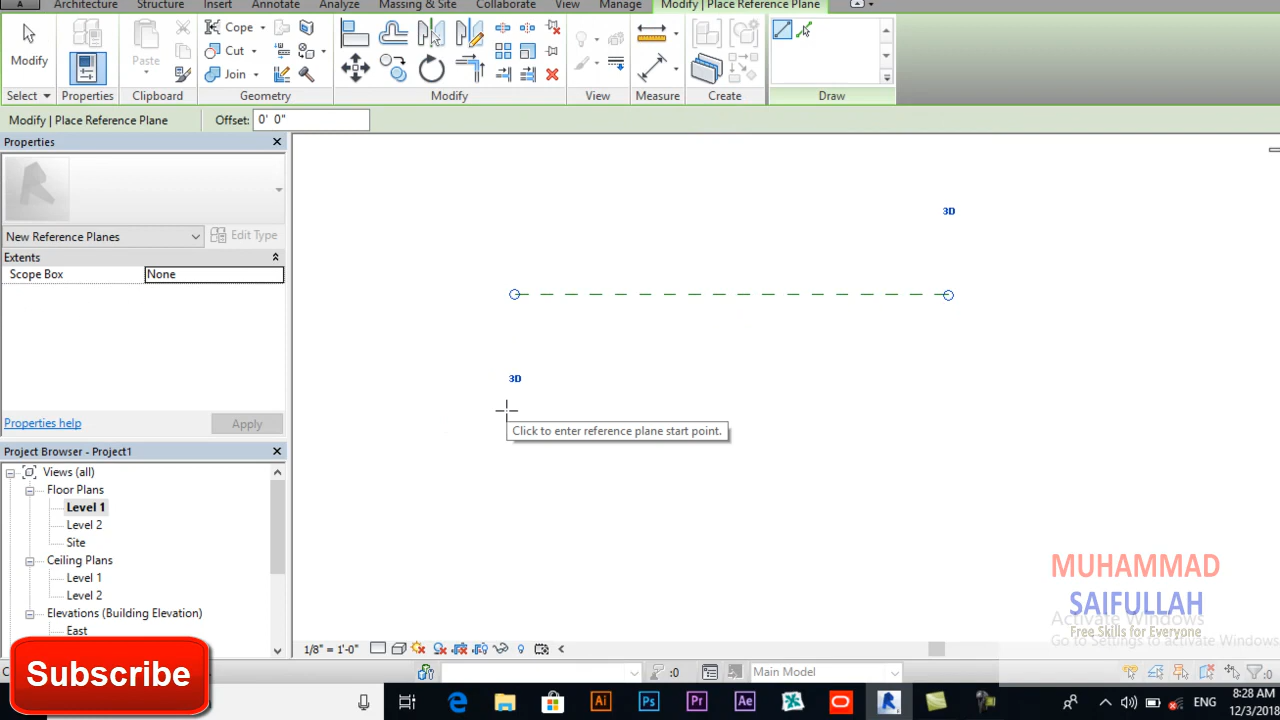 Architecture Structure Insert Annotate Analyze Massing & Site Collaborate View Manage Modify | Place Reference Plane
Modify Paste Cope Cut Join
Select Properties Clipboard Geometry Modify View Measure Create Draw
Modify | Place Reference Plane Offset: 0' 0"
Properties
New Reference Planes Edit Type
Extents
Scope Box None
Properties help Apply
3D
3D
Click to enter reference plane start point.
Project Browser - Project1
Views (all)
Floor Plans
Level 1
Level 2
Site
Ceiling Plans
Level 1
Level 2
Elevations (Building Elevation)
East
Subscribe
1/8" = 1'-0"
:0 Main Model :0
MUHAMMAD
SAIFULLAH
Activate Windows
Free Skills for Everyone
Go to Settings to activate Windows
ENG
8:28 AM
12/3/2018